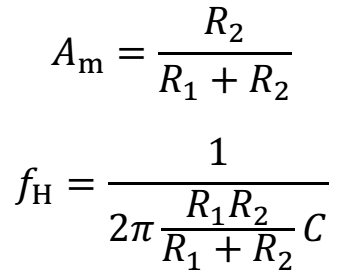 A_m = R_2 / (R_1 + R_2)
f_H = 1 / (2π (R_1 R_2 / (R_1 + R_2)) C)